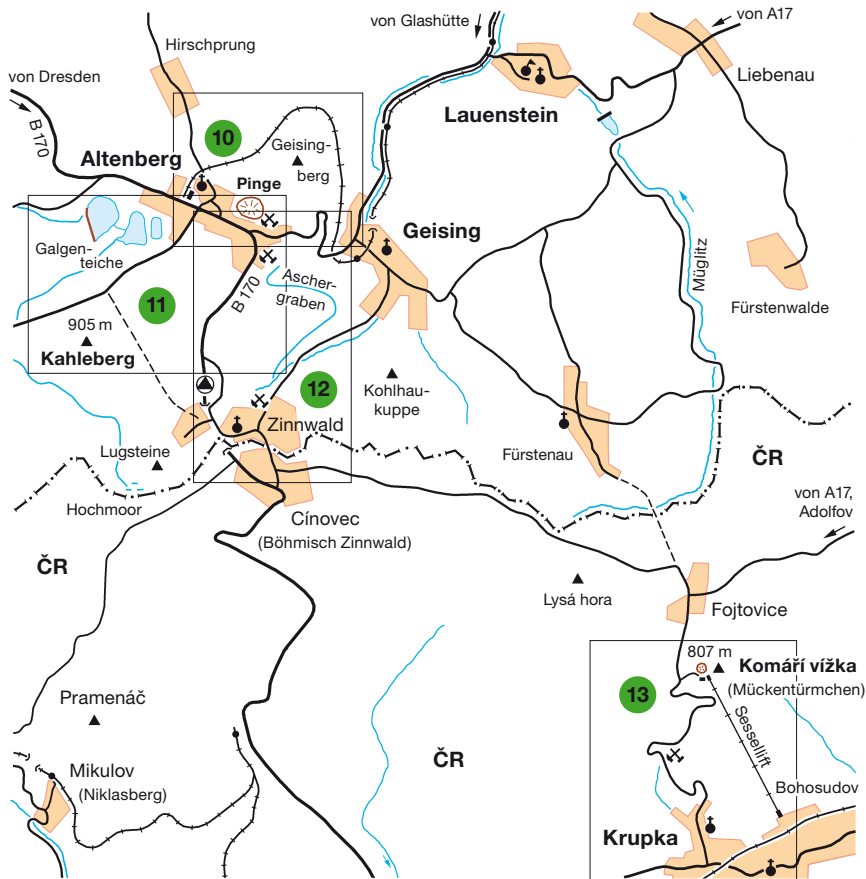 von Glashütte
von A17
Hirschprung
von Dresden
Liebenau
B 170
Lauenstein
10
Geising-
berg
Altenberg
Pinge
Geising
Müglitz
Galgen-
teiche
Ascher-
graben
B 170
Fürstenwalde
11
905 m
Kahleberg
12
Kohlhau-
kuppe
Zinnwald
Lugsteine
Fürstenau
ČR
Hochmoor
Cínovec
(Böhmisch Zinnwald)
von A17,
Adolfov
ČR
Lysá hora
Fojtovice
807 m
Komáří vížka
(Mückentürmchen)
13
Sessellift
Pramenáč
ČR
Mikulov
(Niklasberg)
Bohosudov
Krupka